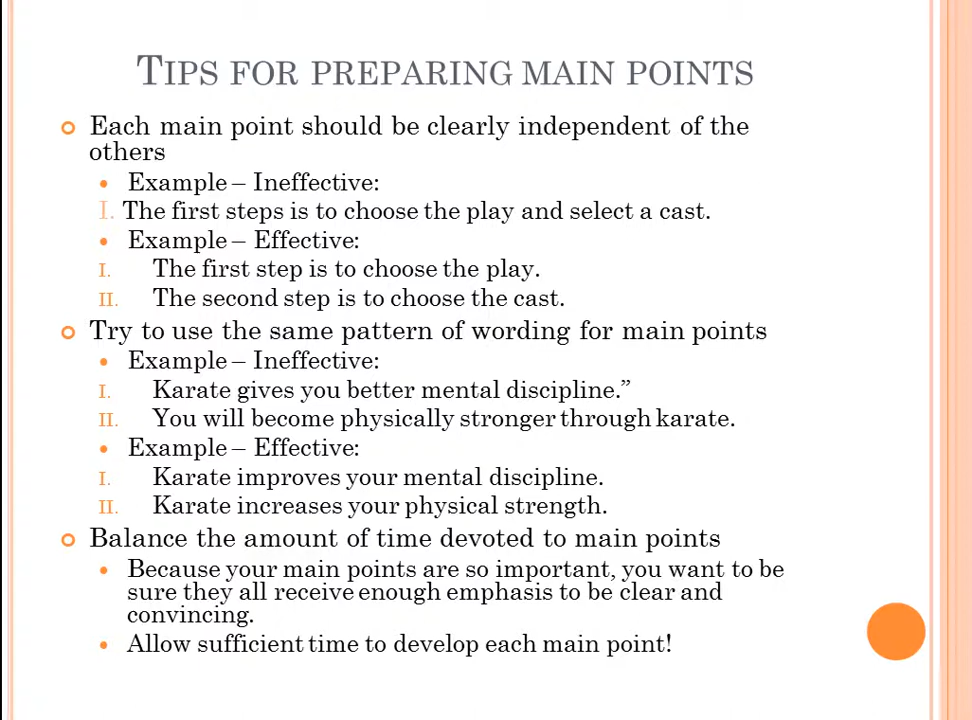 TIPS FOR PREPARING MAIN POINTS
Each main point should be clearly independent of the
others
Example – Ineffective:
I. The first steps is to choose the play and select a cast.
Example – Effective:
I. The first step is to choose the play.
II. The second step is to choose the cast.
Try to use the same pattern of wording for main points
Example – Ineffective:
I. Karate gives you better mental discipline.”
II. You will become physically stronger through karate.
Example – Effective:
I. Karate improves your mental discipline.
II. Karate increases your physical strength.
Balance the amount of time devoted to main points
Because your main points are so important, you want to be
sure they all receive enough emphasis to be clear and
convincing.
Allow sufficient time to develop each main point!